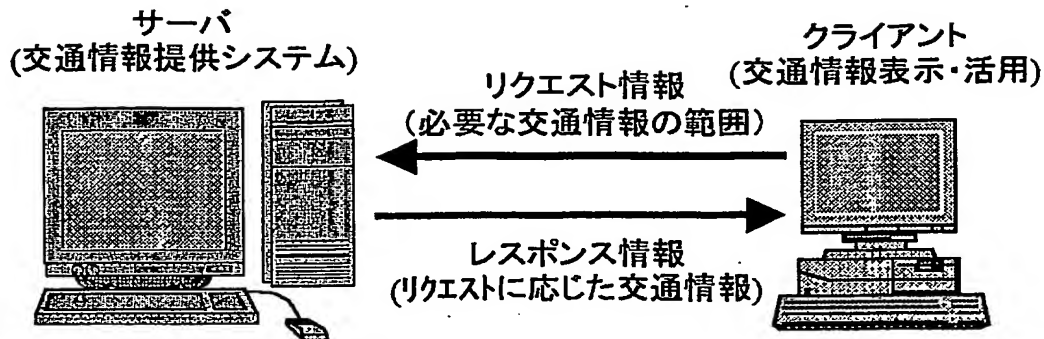 サーバ
(交通情報提供システム)
クライアント
(交通情報表示・活用)
リクエスト情報
(必要な交通情報の範囲)
レスポンス情報
(リクエストに応じた交通情報)